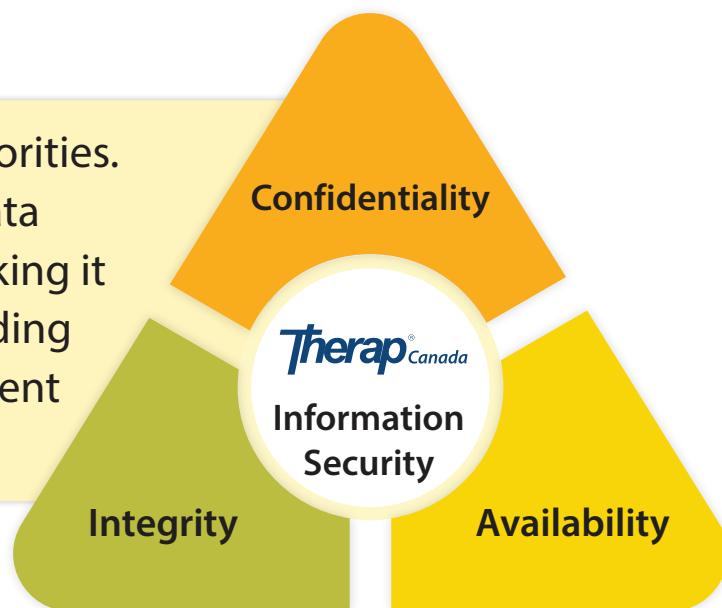 orities.
ata
king it
ding
ent
Confidentiality
Therap® Canada
Information
Security
Integrity
Availability